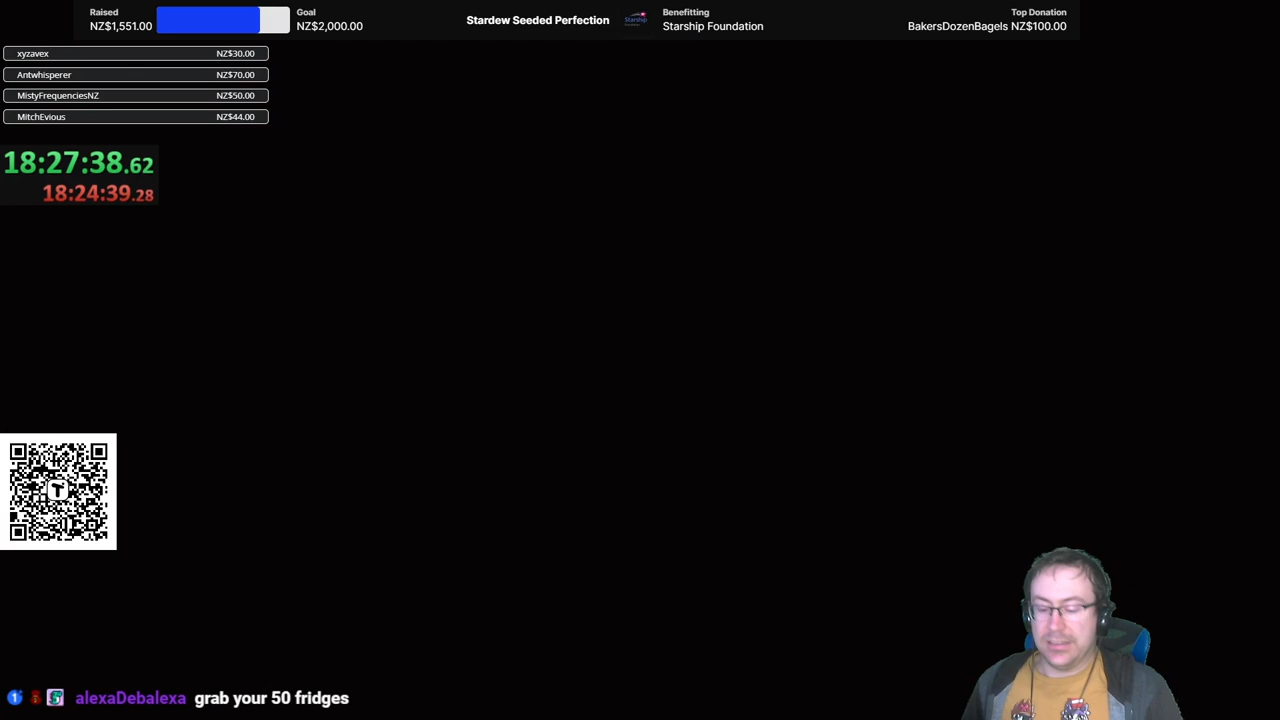 Raised
NZ$1,551.00
Goal
NZ$2,000.00
Stardew Seeded Perfection
Starship
Benefitting
Starship Foundation
Top Donation
BakersDozenBagels NZ$100.00
xyzavex NZ$30.00
Antwhisperer NZ$70.00
MistyFrequenciesNZ NZ$50.00
MitchEvious NZ$44.00
18:27:38.62
18:24:39.28
T
1 alexaDebalexa grab your 50 fridges